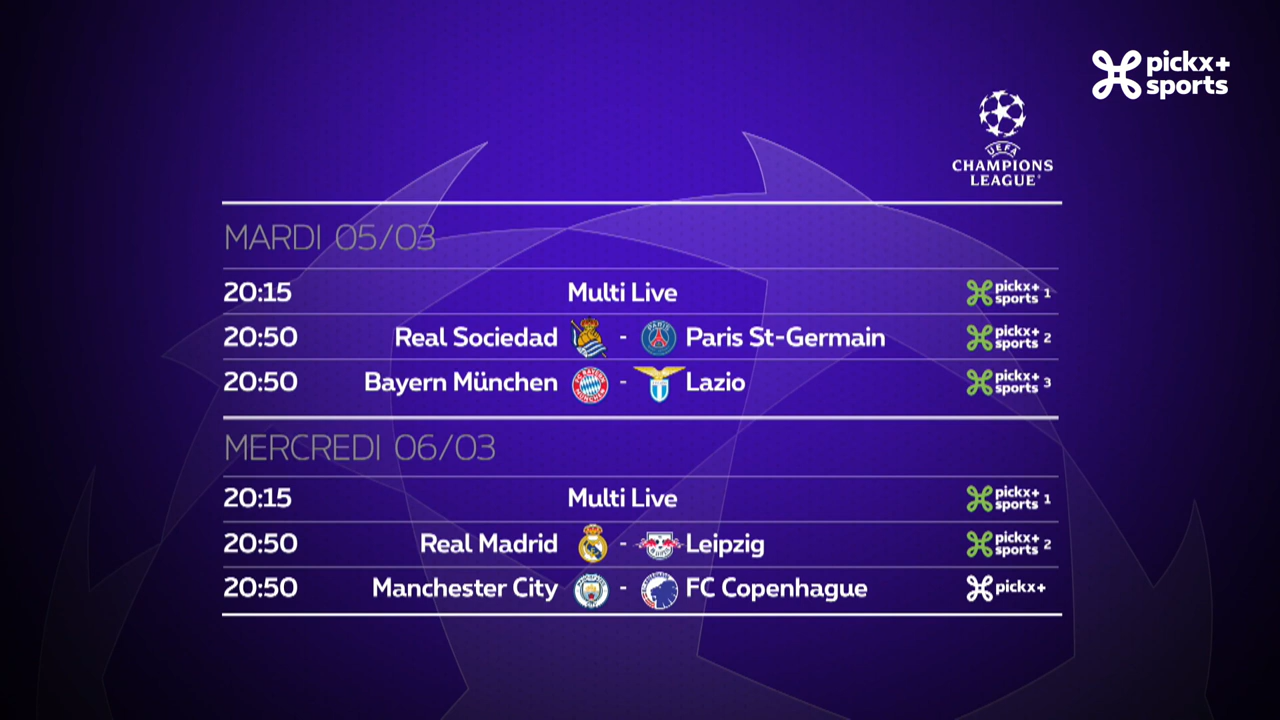 pickx+
sports
UEFA
CHAMPIONS
LEAGUE
MARDI 05/03
20:15 Multi Live pickx+ sports 1
20:50 Real Sociedad - Paris St-Germain pickx+ sports 2
20:50 Bayern München - Lazio pickx+ sports 3
MERCREDI 06/03
20:15 Multi Live pickx+ sports 1
20:50 Real Madrid - Leipzig pickx+ sports 2
20:50 Manchester City - FC Copenhague pickx+